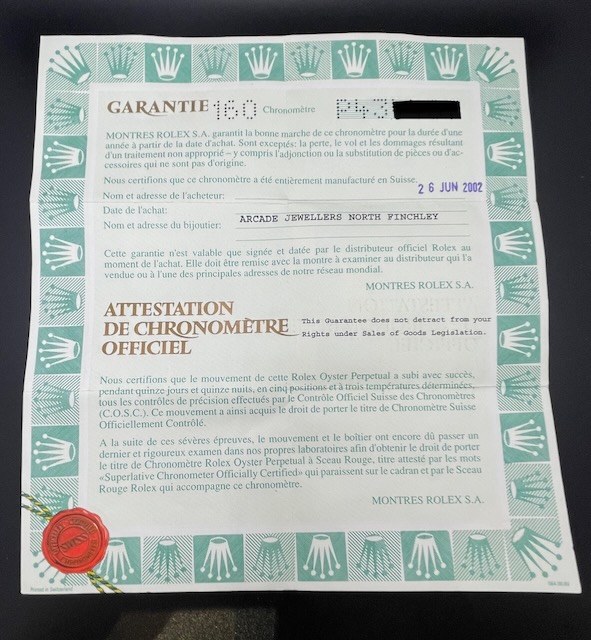 GARANTIE 160 Chronomètre P43
MONTRES ROLEX S.A. garantit la bonne marche de ce chronomètre pour la durée d'une
année à partir de la date d'achat. Sont exceptés: la perte, le vol et les dommages résultant
d'un traitement non approprié – y compris l'adjonction ou la substitution de pièces ou d'ac-
cessoires qui ne sont pas d'origine.
Nous certifions que ce chronomètre a été entièrement manufacturé en Suisse.
26 JUN 2002
Nom et adresse de l'acheteur:
Date de l'achat:
Nom et adresse du bijoutier: ARCADE JEWELLERS NORTH FINCHLEY
Cette garantie n'est valable que signée et datée par le distributeur officiel Rolex au
moment de l'achat. Elle doit être remise avec la montre à examiner au distributeur qui l'a
vendue ou à l'une des principales adresses de notre réseau mondial.
MONTRES ROLEX S.A.
ATTESTATION
DE CHRONOMÈTRE
OFFICIEL
This Guarantee does not detract from your
Rights under Sales of Goods Legislation.
Nous certifions que le mouvement de cette Rolex Oyster Perpetual a subi avec succès,
pendant quinze jours et quinze nuits, en cinq positions et à trois températures déterminées,
tous les contrôles de précision effectués par le Contrôle Officiel Suisse des Chronomètres
(C.O.S.C.). Ce mouvement a ainsi acquis le droit de porter le titre de Chronomètre Suisse
Officiellement Contrôlé.
A la suite de ces sévères épreuves, le mouvement et le boîtier ont encore dû passer un
dernier et rigoureux examen dans nos propres laboratoires afin d'obtenir le droit de porter
le titre de Chronomètre Rolex Oyster Perpetual à Sceau Rouge, titre attesté par les mots
«Superlative Chronometer Officially Certified» qui paraissent sur le cadran et par le Sceau
Rouge Rolex qui accompagne ce chronomètre.
MONTRES ROLEX S.A.
Printed in Switzerland